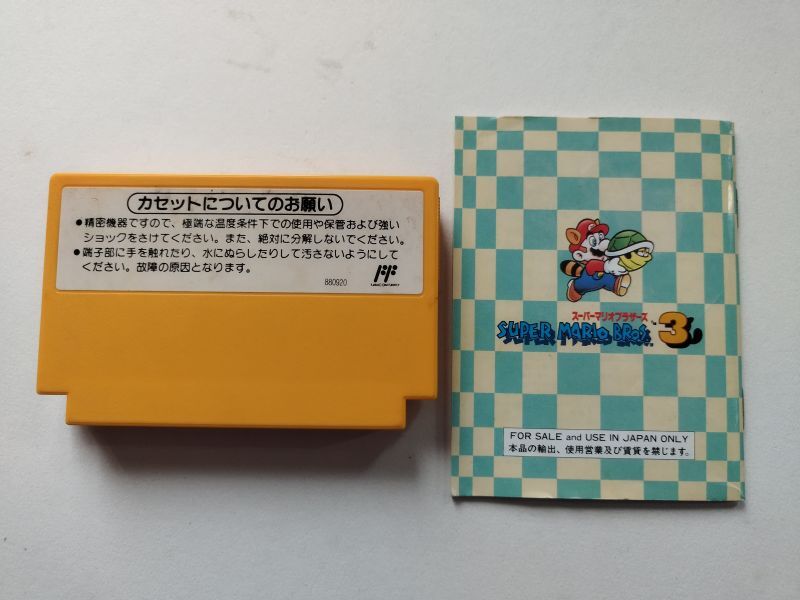 カセットについてのお願い
●精密機器ですので、極端な温度条件下での使用や保管および強い
ショックをさけてください。また、絶対に分解しないでください。
●端子部に手を触れたり、水にぬらしたりして汚さないようにして
ください。故障の原因となります。
880920
スーパーマリオブラザーズ
SUPER MARIO BROS. 3
TM
FOR SALE and USE IN JAPAN ONLY
本品の輸出、使用営業及び賃貸を禁じます。